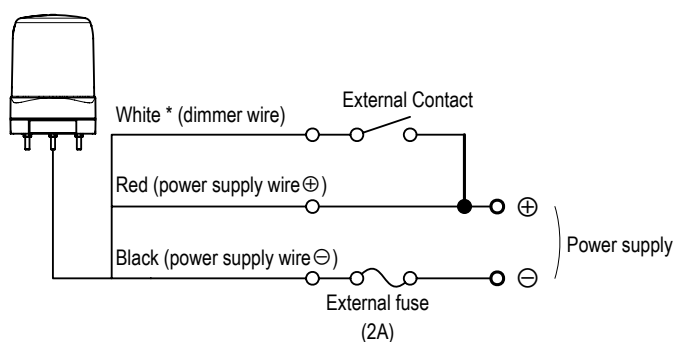 External Contact
White * (dimmer wire)
Red (power supply wire⊕)
⊕
Power supply
Black (power supply wire⊖)
⊖
External fuse
(2A)